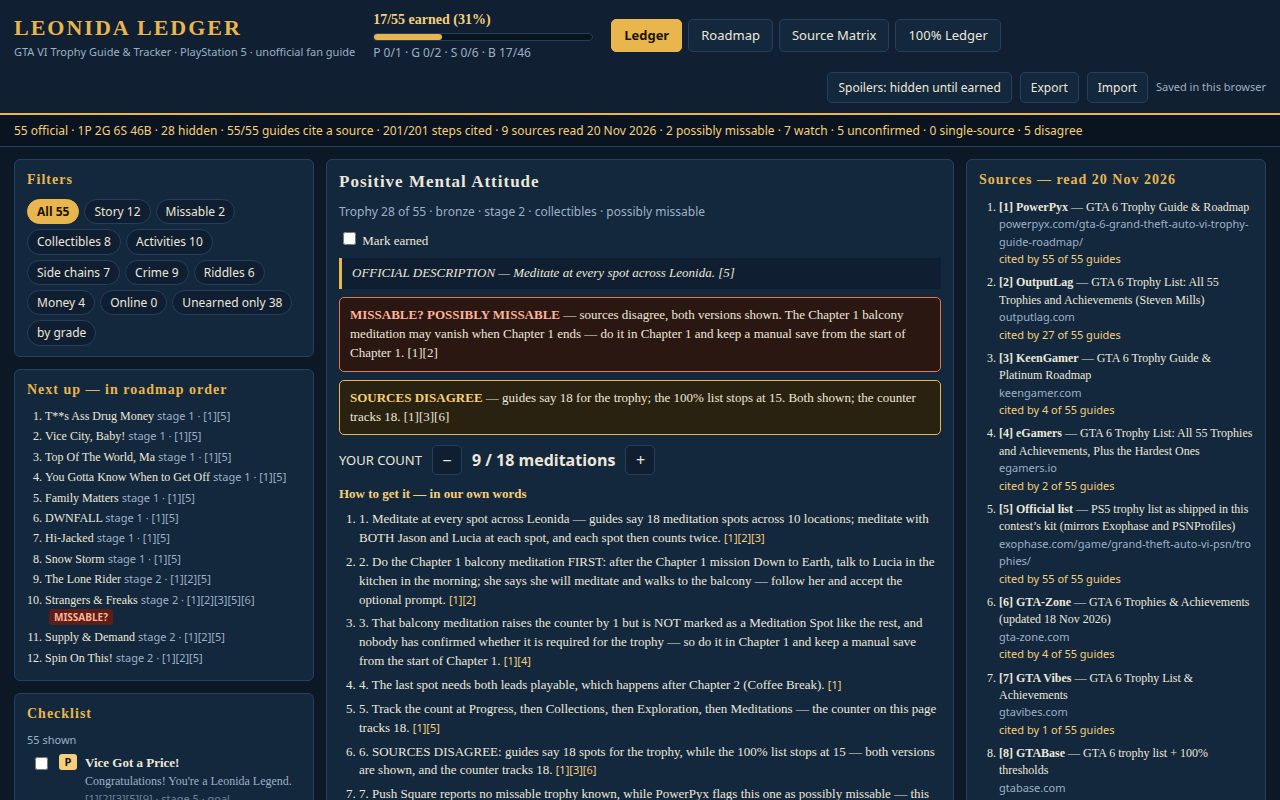 LEONIDA LEDGER
GTA VI Trophy Guide & Tracker · PlayStation 5 · unofficial fan guide
17/55 earned (31%)
P 0/1 · G 0/2 · S 0/6 · B 17/46
Ledger
Roadmap
Source Matrix
100% Ledger
Spoilers: hidden until earned
Export
Import
Saved in this browser
55 official · 1P 2G 6S 46B · 28 hidden · 55/55 guides cite a source · 201/201 steps cited · 9 sources read 20 Nov 2026 · 2 possibly missable · 7 watch · 5 unconfirmed · 0 single-source · 5 disagree
Filters
All 55
Story 12
Missable 2
Collectibles 8
Activities 10
Side chains 7
Crime 9
Riddles 6
Money 4
Online 0
Unearned only 38
by grade
Next up — in roadmap order
1. T**s Ass Drug Money stage 1 · [1][5]
2. Vice City, Baby! stage 1 · [1][5]
3. Top Of The World, Ma stage 1 · [1][5]
4. You Gotta Know When to Get Off stage 1 · [1][5]
5. Family Matters stage 1 · [1][5]
6. DWNFALL stage 1 · [1][5]
7. Hi-Jacked stage 1 · [1][5]
8. Snow Storm stage 1 · [1][5]
9. The Lone Rider stage 2 · [1][2][5]
10. Strangers & Freaks stage 2 · [1][2][3][5][6]
MISSABLE?
11. Supply & Demand stage 2 · [1][2][5]
12. Spin On This! stage 2 · [1][2][5]
Checklist
55 shown
P Vice Got a Price!
Congratulations! You're a Leonida Legend.
[1][2][3][5][9] · stage 5 · goal
Positive Mental Attitude
Trophy 28 of 55 · bronze · stage 2 · collectibles · possibly missable
Mark earned
OFFICIAL DESCRIPTION — Meditate at every spot across Leonida. [5]
MISSABLE? POSSIBLY MISSABLE — sources disagree, both versions shown. The Chapter 1 balcony
meditation may vanish when Chapter 1 ends — do it in Chapter 1 and keep a manual save from the start of
Chapter 1. [1][2]
SOURCES DISAGREE — guides say 18 for the trophy; the 100% list stops at 15. Both shown; the counter
tracks 18. [1][3][6]
YOUR COUNT − 9 / 18 meditations +
How to get it — in our own words
1. 1. Meditate at every spot across Leonida — guides say 18 meditation spots across 10 locations; meditate with
BOTH Jason and Lucia at each spot, and each spot then counts twice. [1][2][3]
2. 2. Do the Chapter 1 balcony meditation FIRST: after the Chapter 1 mission Down to Earth, talk to Lucia in the
kitchen in the morning; she says she will meditate and walks to the balcony — follow her and accept the
optional prompt. [1][2]
3. 3. That balcony meditation raises the counter by 1 but is NOT marked as a Meditation Spot like the rest, and
nobody has confirmed whether it is required for the trophy — so do it in Chapter 1 and keep a manual save
from the start of Chapter 1. [1][4]
4. 4. The last spot needs both leads playable, which happens after Chapter 2 (Coffee Break). [1]
5. 5. Track the count at Progress, then Collections, then Exploration, then Meditations — the counter on this page
tracks 18. [1][5]
6. 6. SOURCES DISAGREE: guides say 18 spots for the trophy, while the 100% list stops at 15 — both versions
are shown, and the counter tracks 18. [1][3][6]
7. 7. Push Square reports no missable trophy known, while PowerPyx flags this one as possibly missable — this
Sources — read 20 Nov 2026
1. [1] PowerPyx — GTA 6 Trophy Guide & Roadmap
powerpyx.com/gta-6-grand-theft-auto-vi-trophy-
guide-roadmap/
cited by 55 of 55 guides
2. [2] OutputLag — GTA 6 Trophy List: All 55
Trophies and Achievements (Steven Mills)
outputlag.com
cited by 27 of 55 guides
3. [3] KeenGamer — GTA 6 Trophy Guide &
Platinum Roadmap
keengamer.com
cited by 4 of 55 guides
4. [4] eGamers — GTA 6 Trophy List: All 55 Trophies
and Achievements, Plus the Hardest Ones
egamers.io
cited by 2 of 55 guides
5. [5] Official list — PS5 trophy list as shipped in this
contest's kit (mirrors Exophase and PSNProfiles)
exophase.com/game/grand-theft-auto-vi-psn/tro
phies/
cited by 55 of 55 guides
6. [6] GTA-Zone — GTA 6 Trophies & Achievements
(updated 18 Nov 2026)
gta-zone.com
cited by 4 of 55 guides
7. [7] GTA Vibes — GTA 6 Trophy List &
Achievements
gtavibes.com
cited by 1 of 55 guides
8. [8] GTABase — GTA 6 trophy list + 100%
thresholds
gtabase.com